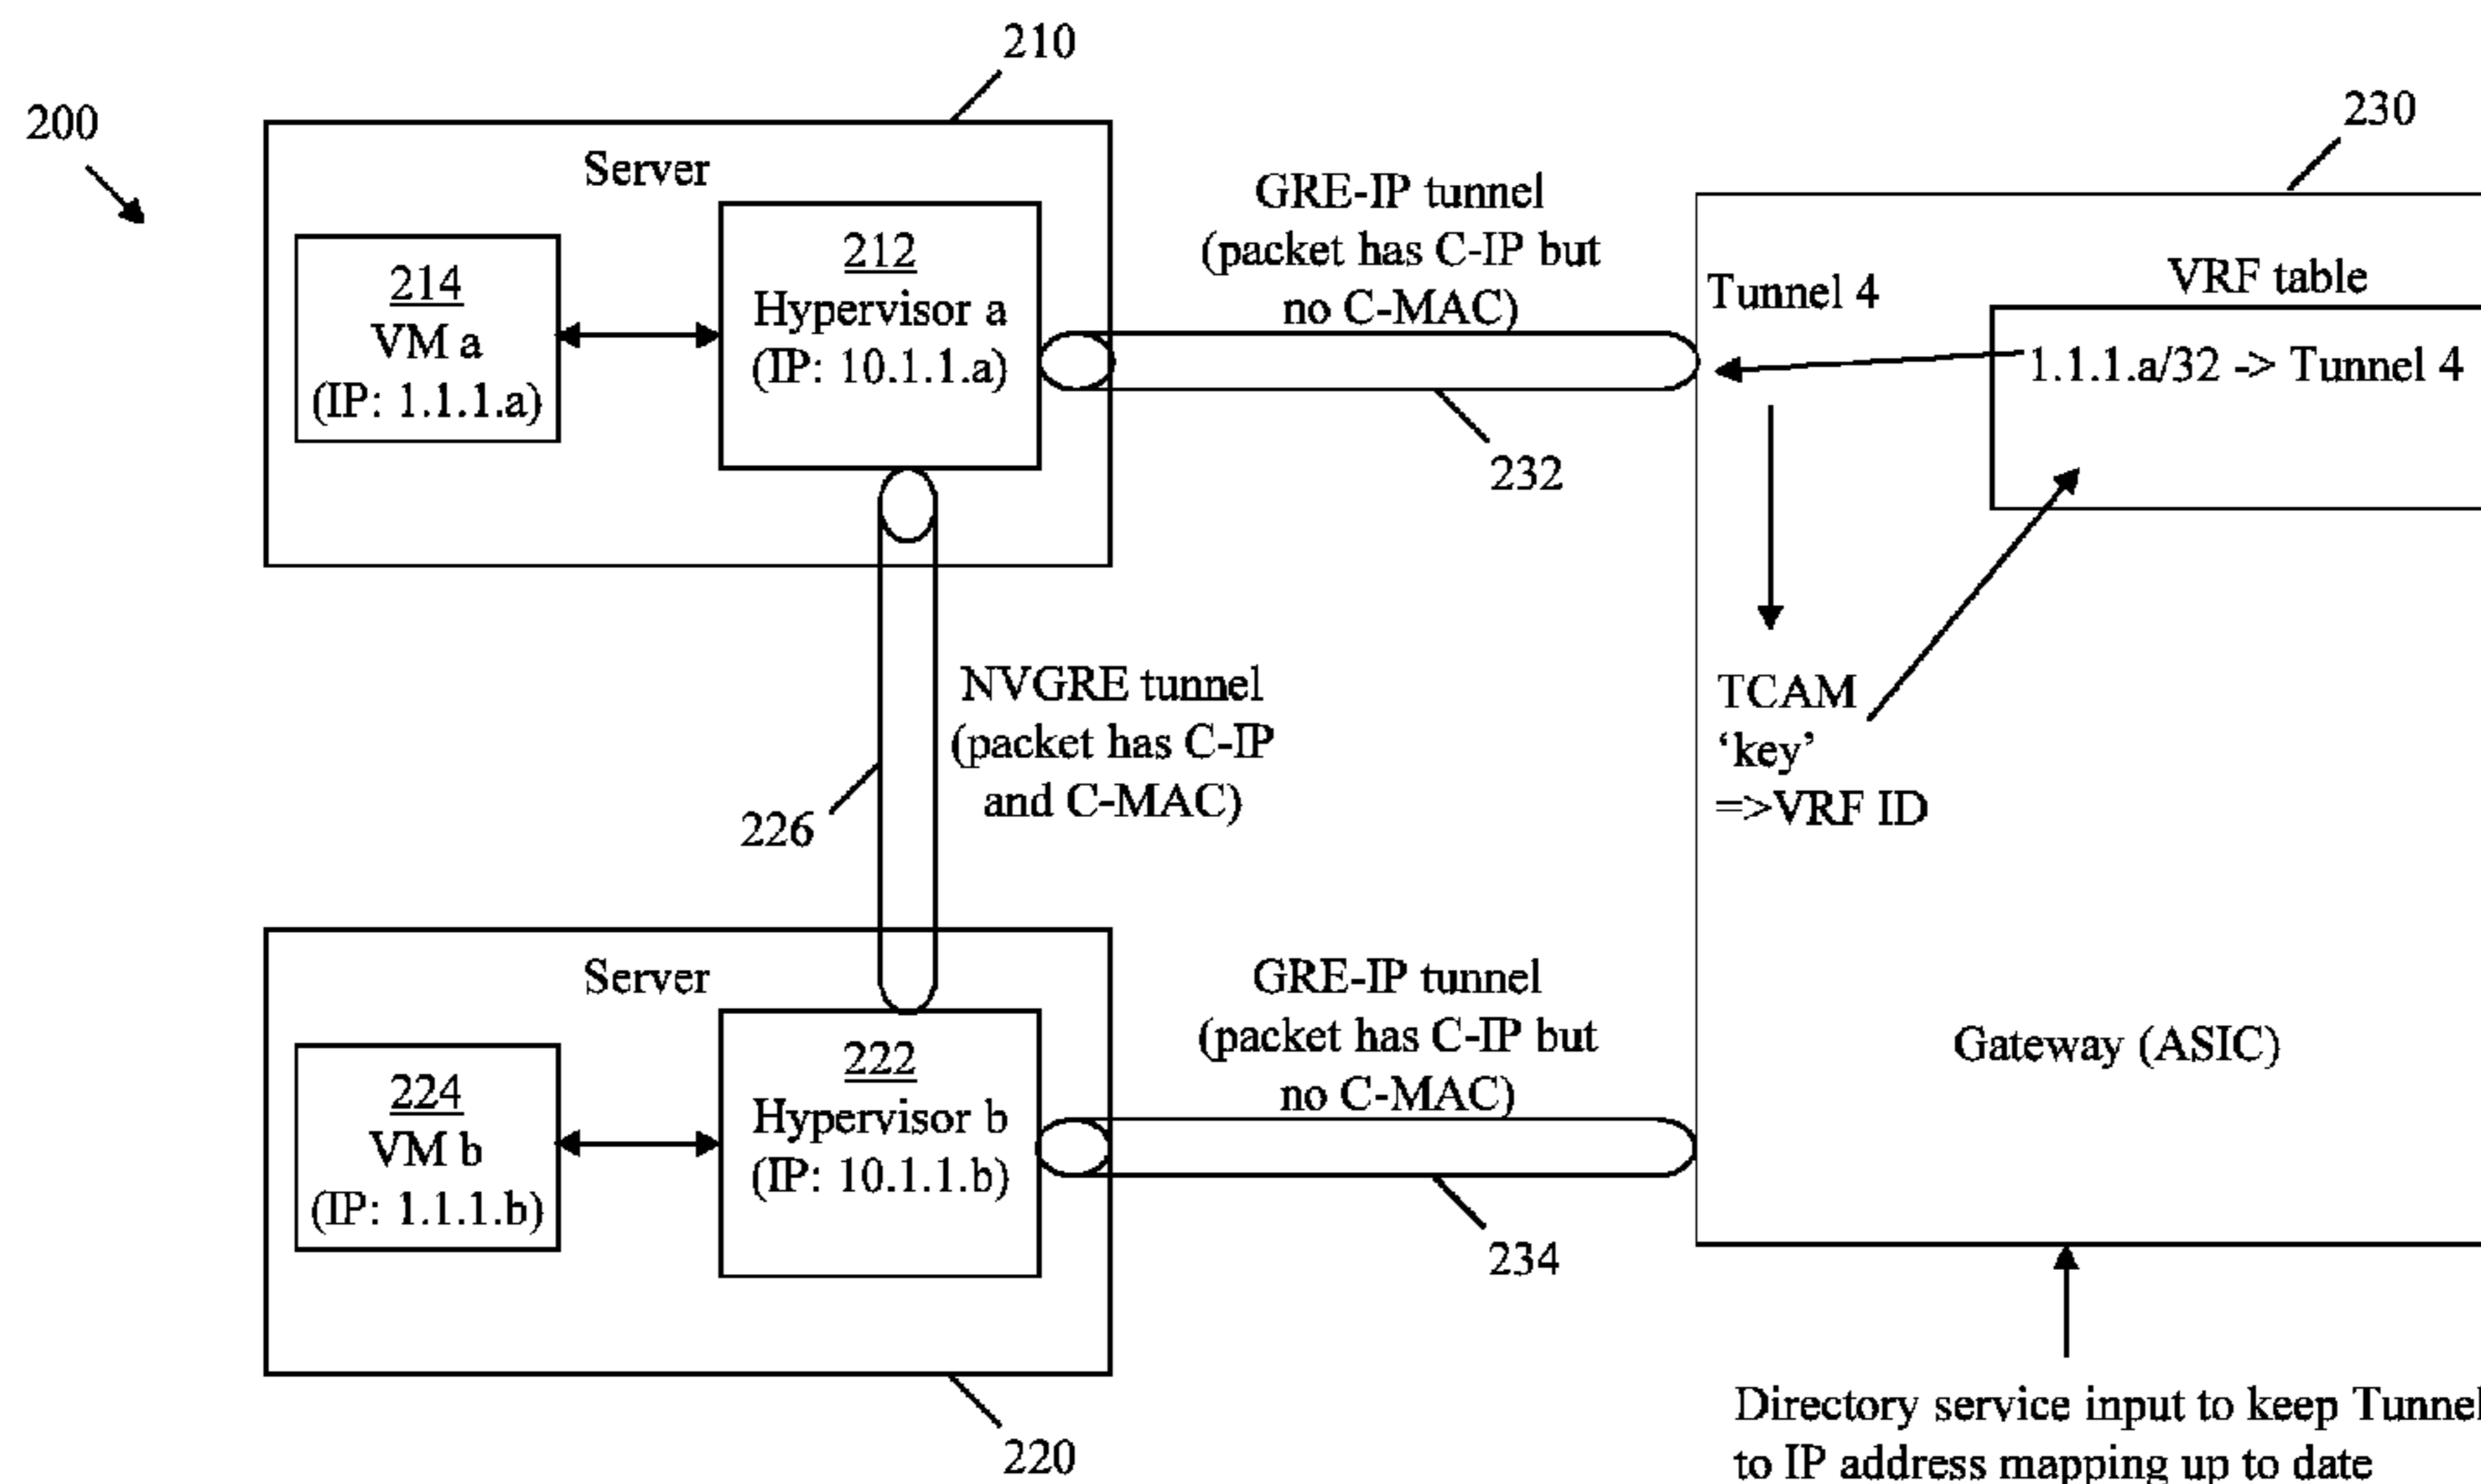 200
210
Server
214
VM a
(IP: 1.1.1.a)
212
Hypervisor a
(IP: 10.1.1.a)
GRE-IP tunnel
(packet has C-IP but
no C-MAC)
232
230
Tunnel 4
VRF table
1.1.1.a/32 -> Tunnel 4
TCAM
‘key’
=>VRF ID
NVGRE tunnel
(packet has C-IP
and C-MAC)
226
Server
224
VM b
(IP: 1.1.1.b)
222
Hypervisor b
(IP: 10.1.1.b)
GRE-IP tunnel
(packet has C-IP but
no C-MAC)
234
Gateway (ASIC)
220
Directory service input to keep Tunnel
to IP address mapping up to date